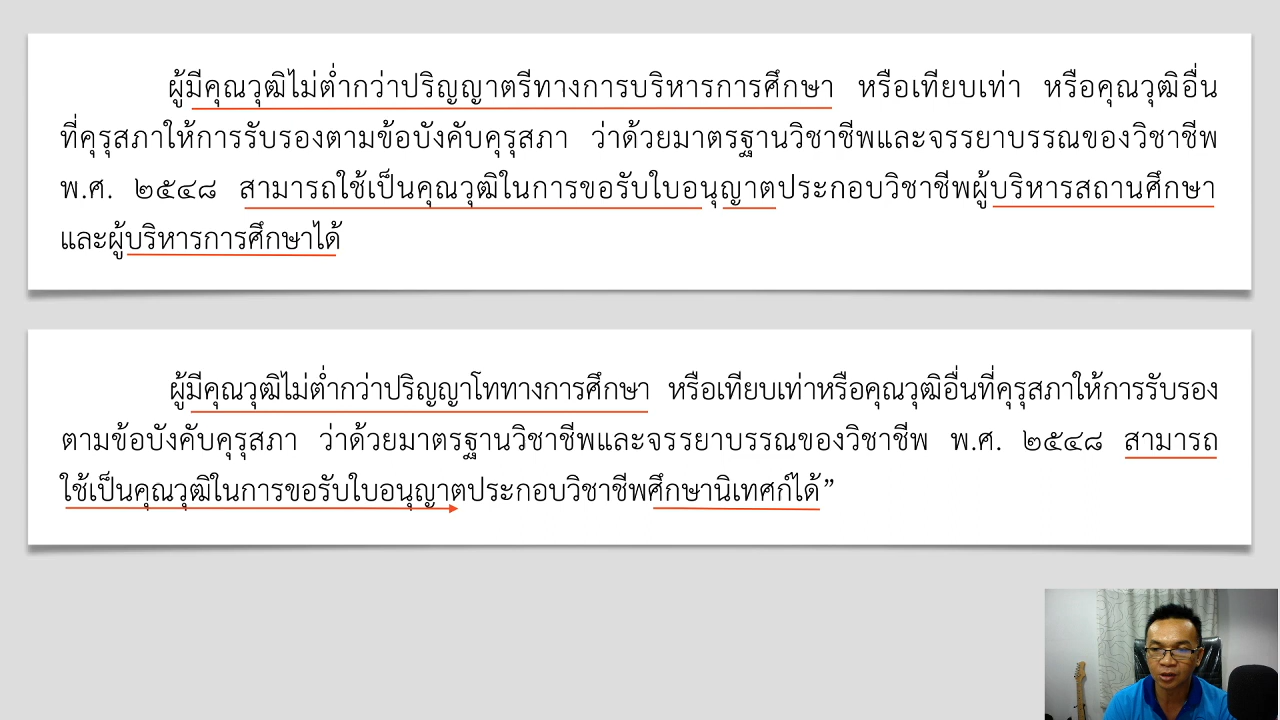 ผู้มีคุณวุฒิไม่ต่ำกว่าปริญญาตรีทางการบริหารการศึกษา หรือเทียบเท่า หรือคุณวุฒิอื่น
ที่คุรุสภาให้การรับรองตามข้อบังคับคุรุสภา ว่าด้วยมาตรฐานวิชาชีพและจรรยาบรรณของวิชาชีพ
พ.ศ. ๒๕๔๘ สามารถใช้เป็นคุณวุฒิในการขอรับใบอนุญาตประกอบวิชาชีพผู้บริหารสถานศึกษา
และผู้บริหารการศึกษาได้
ผู้มีคุณวุฒิไม่ต่ำกว่าปริญญาโททางการศึกษา หรือเทียบเท่าหรือคุณวุฒิอื่นที่คุรุสภาให้การรับรอง
ตามข้อบังคับคุรุสภา ว่าด้วยมาตรฐานวิชาชีพและจรรยาบรรณของวิชาชีพ พ.ศ. ๒๕๔๘ สามารถ
ใช้เป็นคุณวุฒิในการขอรับใบอนุญาตประกอบวิชาชีพศึกษานิเทศก์ได้”